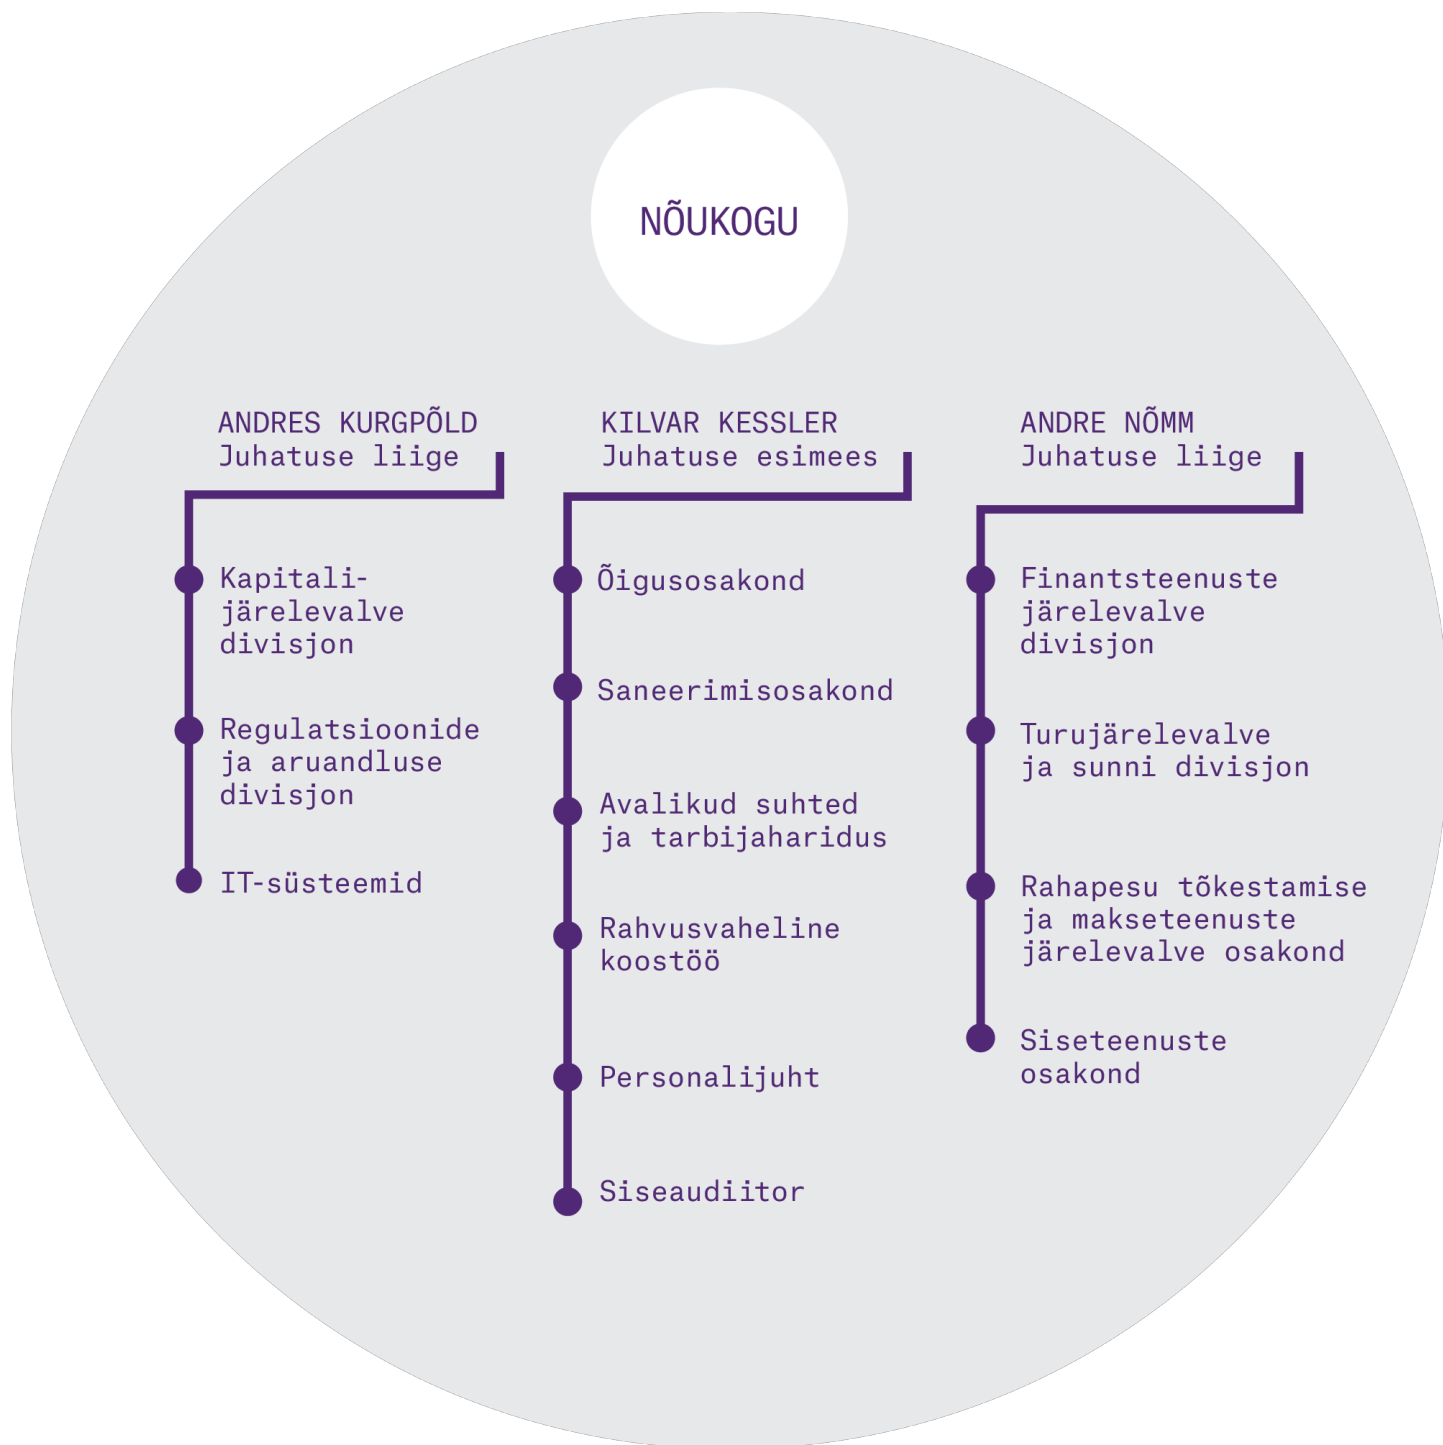 NÕUKOGU
ANDRES KURGPÕLD
Juhatuse liige
Kapitali-
järelevalve
divisjon
Regulatsioonide
ja aruandluse
divisjon
IT-süsteemid
KILVAR KESSLER
Juhatuse esimees
Õigusosakond
Saneerimisosakond
Avalikud suhted
ja tarbijaharidus
Rahvusvaheline
koostöö
Personalijuht
Siseaudiitor
ANDRE NÕMM
Juhatuse liige
Finantsteenuste
järelevalve
divisjon
Turujärelevalve
ja sunni divisjon
Rahapesu tõkestamise
ja makseteenuste
järelevalve osakond
Siseteenuste
osakond